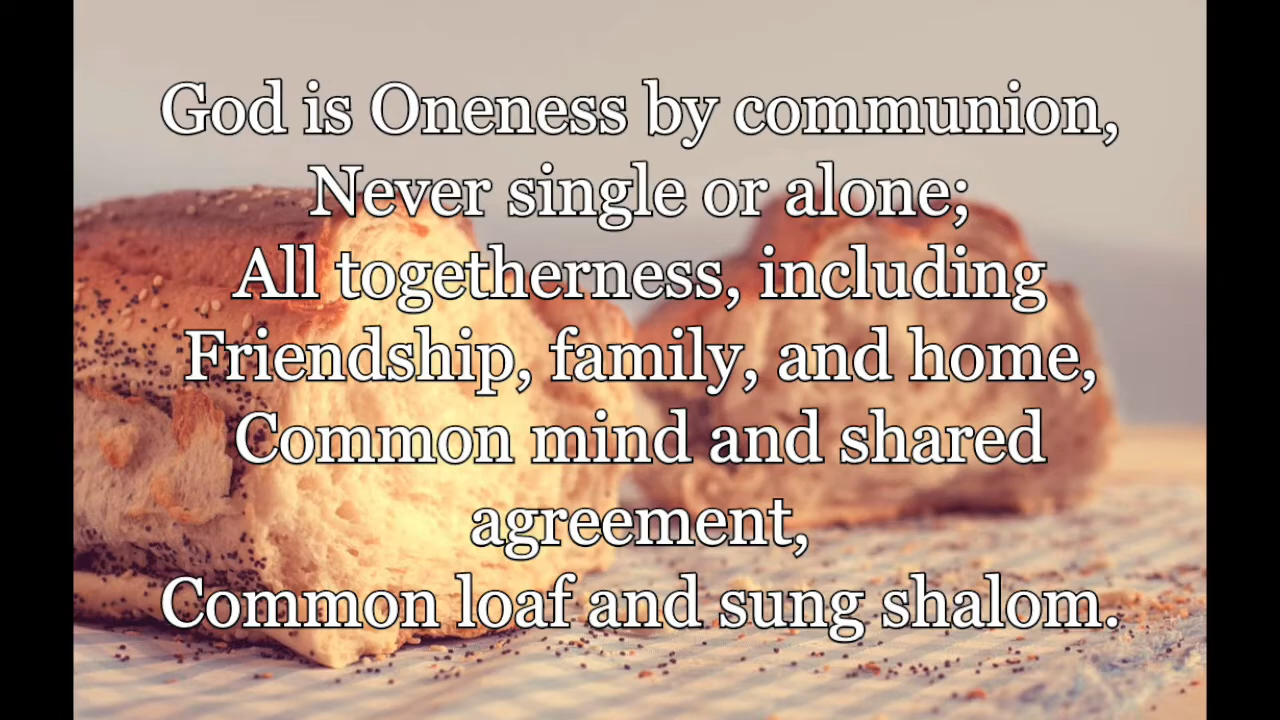 God is Oneness by communion,
Never single or alone;
All togetherness, including
Friendship, family, and home,
Common mind and shared
agreement,
Common loaf and sung shalom.